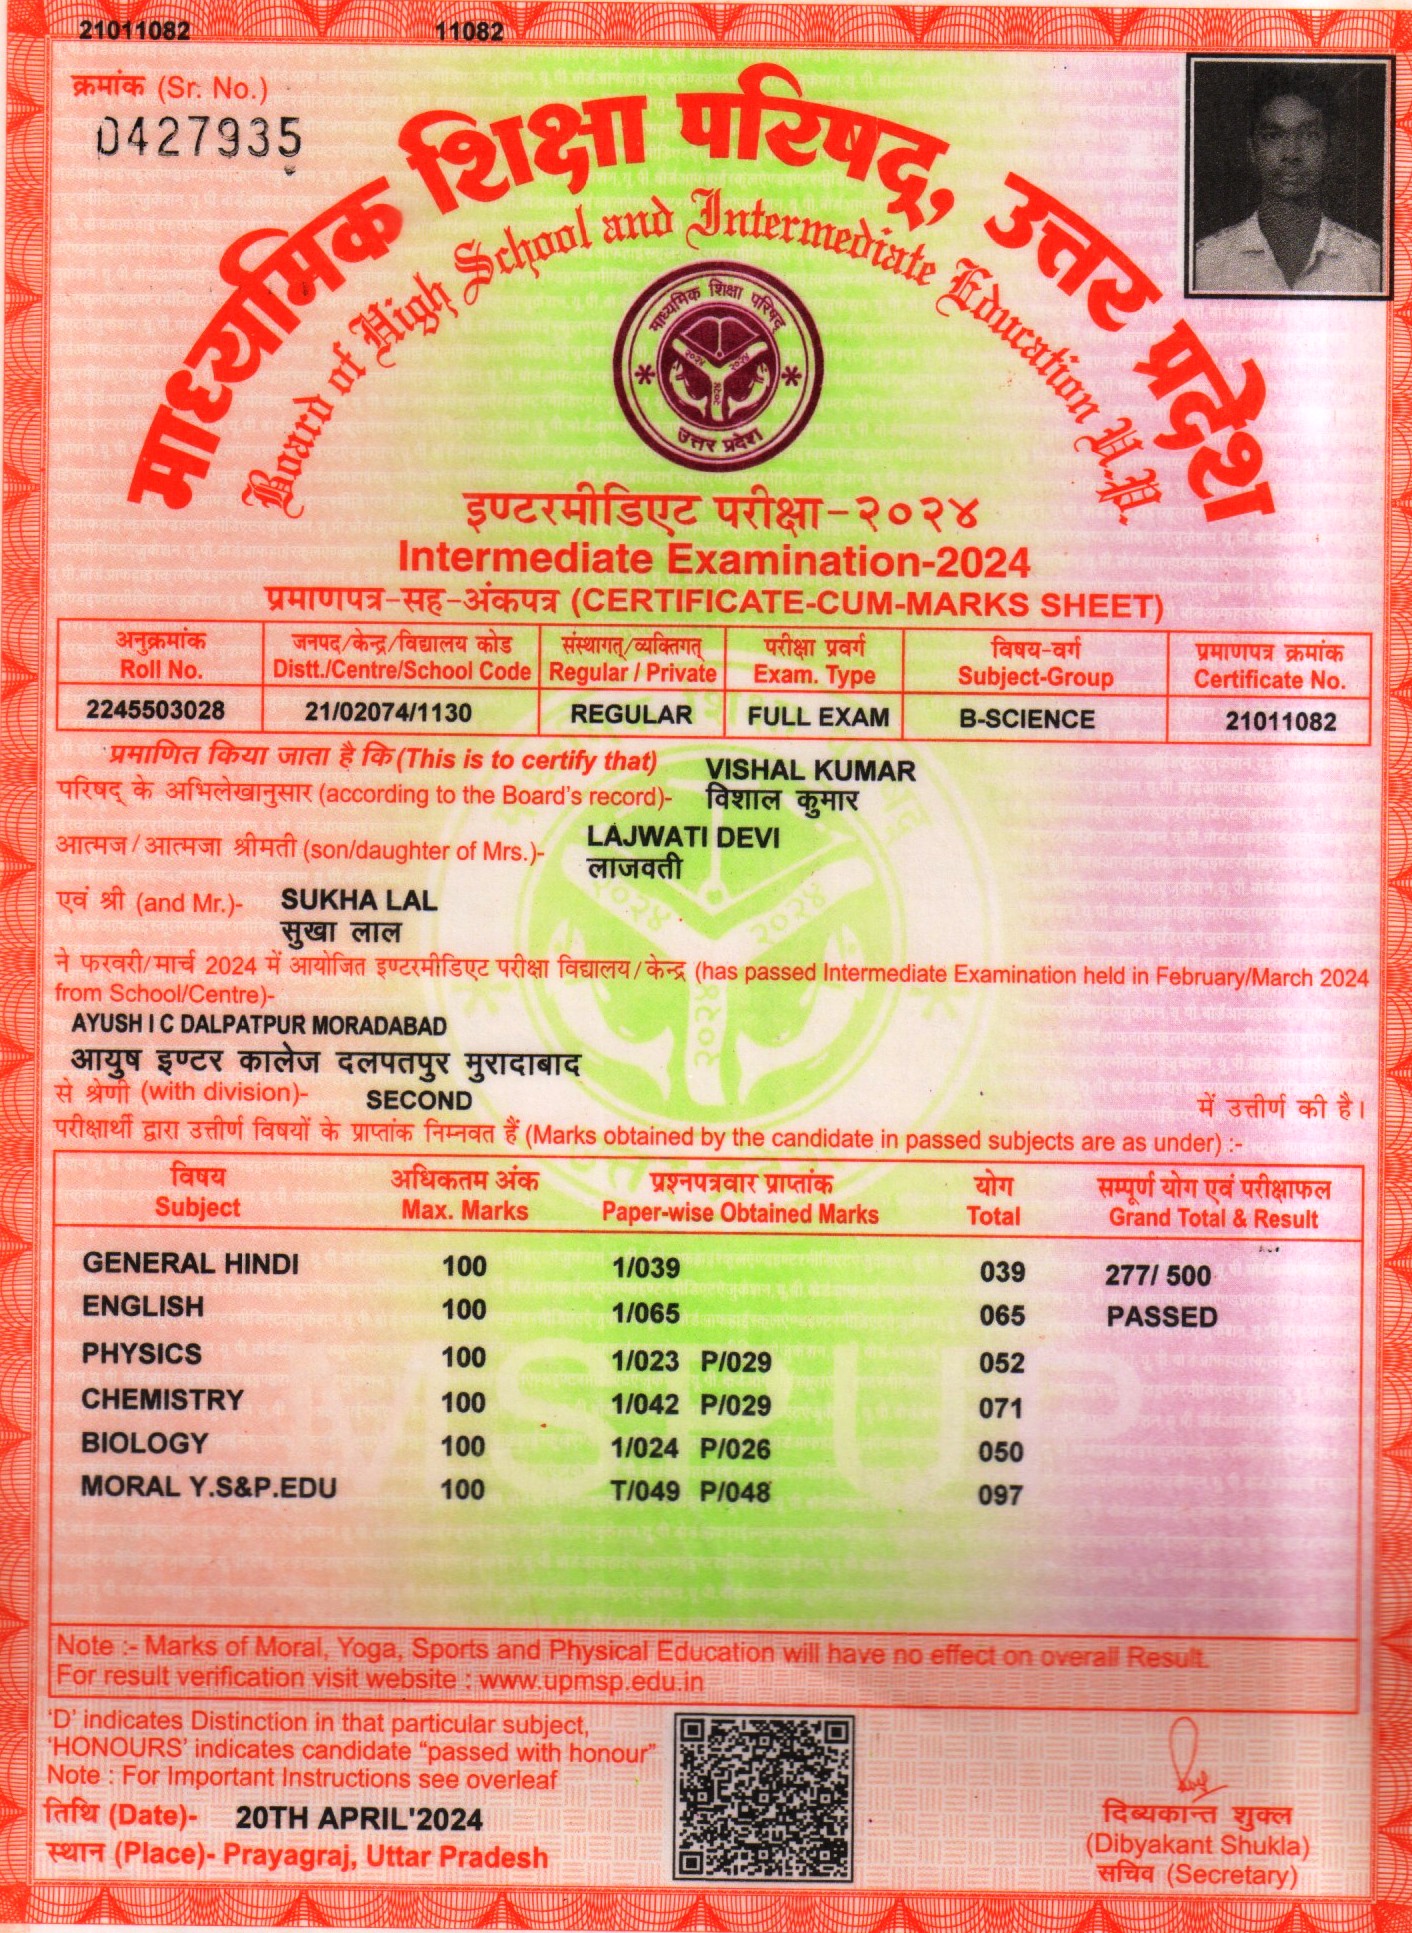 21011082 11082
क्रमांक (Sr. No.)
0427935
माध्यमिक शिक्षा परिषद्, उत्तर प्रदेश
Board of High School and Intermediate Education U.P.
माध्यमिक शिक्षा परिषद्
२०२४ २०२४
२०२४
उत्तर प्रदेश
इण्टरमीडिएट परीक्षा-२०२४
Intermediate Examination-2024
प्रमाणपत्र-सह-अंकपत्र (CERTIFICATE-CUM-MARKS SHEET)
अनुक्रमांक जनपद/केन्द्र/विद्यालय कोड संस्थागत्/व्यक्तिगत् परीक्षा प्रवर्ग विषय-वर्ग प्रमाणपत्र क्रमांक
Roll No. Distt./Centre/School Code Regular / Private Exam. Type Subject-Group Certificate No.
2245503028 21/02074/1130 REGULAR FULL EXAM B-SCIENCE 21011082
प्रमाणित किया जाता है कि (This is to certify that) VISHAL KUMAR
परिषद् के अभिलेखानुसार (according to the Board's record)- विशाल कुमार
आत्मज/आत्मजा श्रीमती (son/daughter of Mrs.)- LAJWATI DEVI
लाजवती
एवं श्री (and Mr.)- SUKHA LAL
सुखा लाल
ने फरवरी/मार्च 2024 में आयोजित इण्टरमीडिएट परीक्षा विद्यालय/केन्द्र (has passed Intermediate Examination held in February/March 2024
from School/Centre)-
AYUSH I C DALPATPUR MORADABAD
आयुष इण्टर कालेज दलपतपुर मुरादाबाद
से श्रेणी (with division)- SECOND में उत्तीर्ण की है।
परीक्षार्थी द्वारा उत्तीर्ण विषयों के प्राप्तांक निम्नवत हैं (Marks obtained by the candidate in passed subjects are as under) :-
विषय अधिकतम अंक प्रश्नपत्रवार प्राप्तांक योग सम्पूर्ण योग एवं परीक्षाफल
Subject Max. Marks Paper-wise Obtained Marks Total Grand Total & Result
GENERAL HINDI 100 1/039 039 277/ 500
ENGLISH 100 1/065 065 PASSED
PHYSICS 100 1/023 P/029 052
CHEMISTRY 100 1/042 P/029 071
BIOLOGY 100 1/024 P/026 050
MORAL Y.S&P.EDU 100 T/049 P/048 097
Note :- Marks of Moral, Yoga, Sports and Physical Education will have no effect on overall Result.
For result verification visit website : www.upmsp.edu.in
'D' indicates Distinction in that particular subject,
'HONOURS' indicates candidate "passed with honour"
Note : For Important Instructions see overleaf
तिथि (Date)- 20TH APRIL'2024
स्थान (Place)- Prayagraj, Uttar Pradesh
दिब्यकान्त शुक्ल
(Dibyakant Shukla)
सचिव (Secretary)